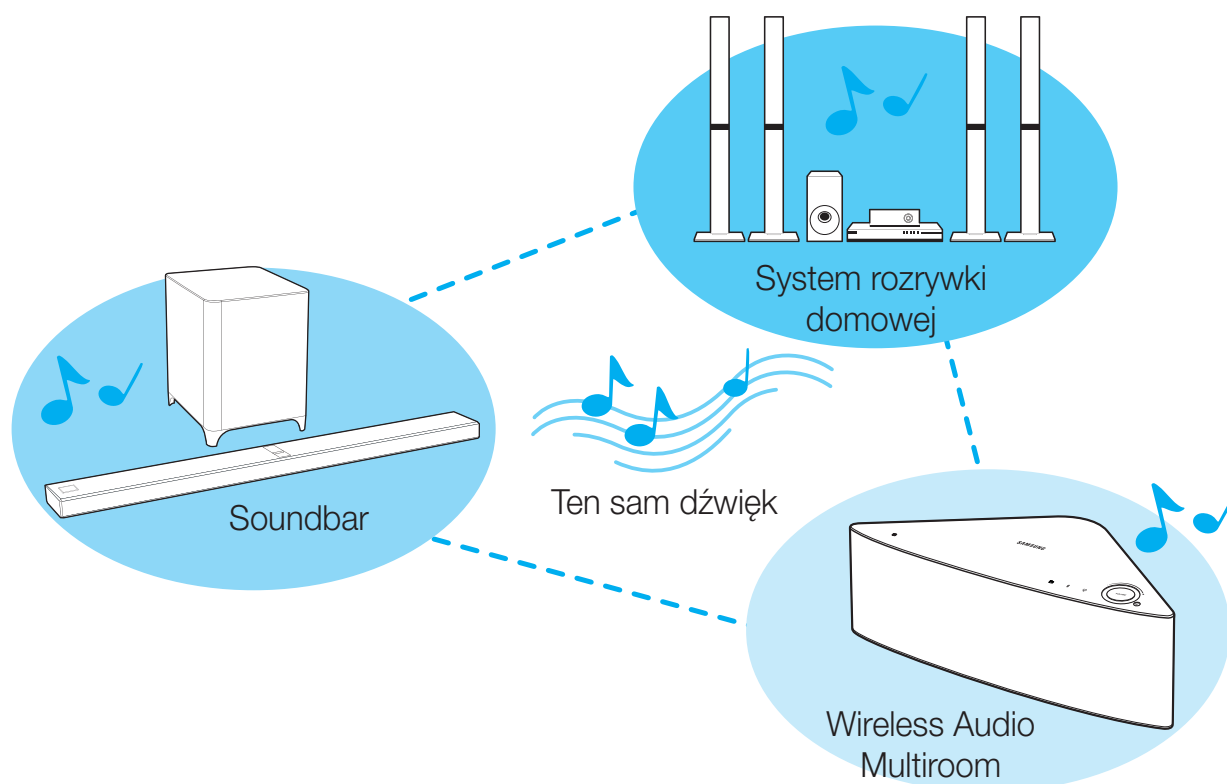 System rozrywki
domowej
Soundbar
Ten sam dźwięk
SAMSUNG
Wireless Audio
Multiroom